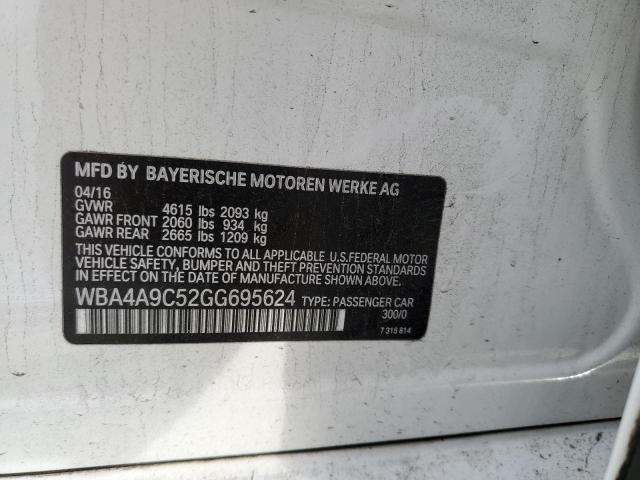 MFD BY BAYERISCHE MOTOREN WERKE AG
04/16
GVWR 4615 lbs 2093 kg
GAWR FRONT 2060 lbs 934 kg
GAWR REAR 2665 lbs 1209 kg
THIS VEHICLE CONFORMS TO ALL APPLICABLE U.S.FEDERAL MOTOR
VEHICLE SAFETY, BUMPER AND THEFT PREVENTION STANDARDS
IN EFFECT ON THE DATE OF MANUFACTURE SHOWN ABOVE.
WBA4A9C52GG695624 TYPE: PASSENGER CAR
300/0
7 315 814